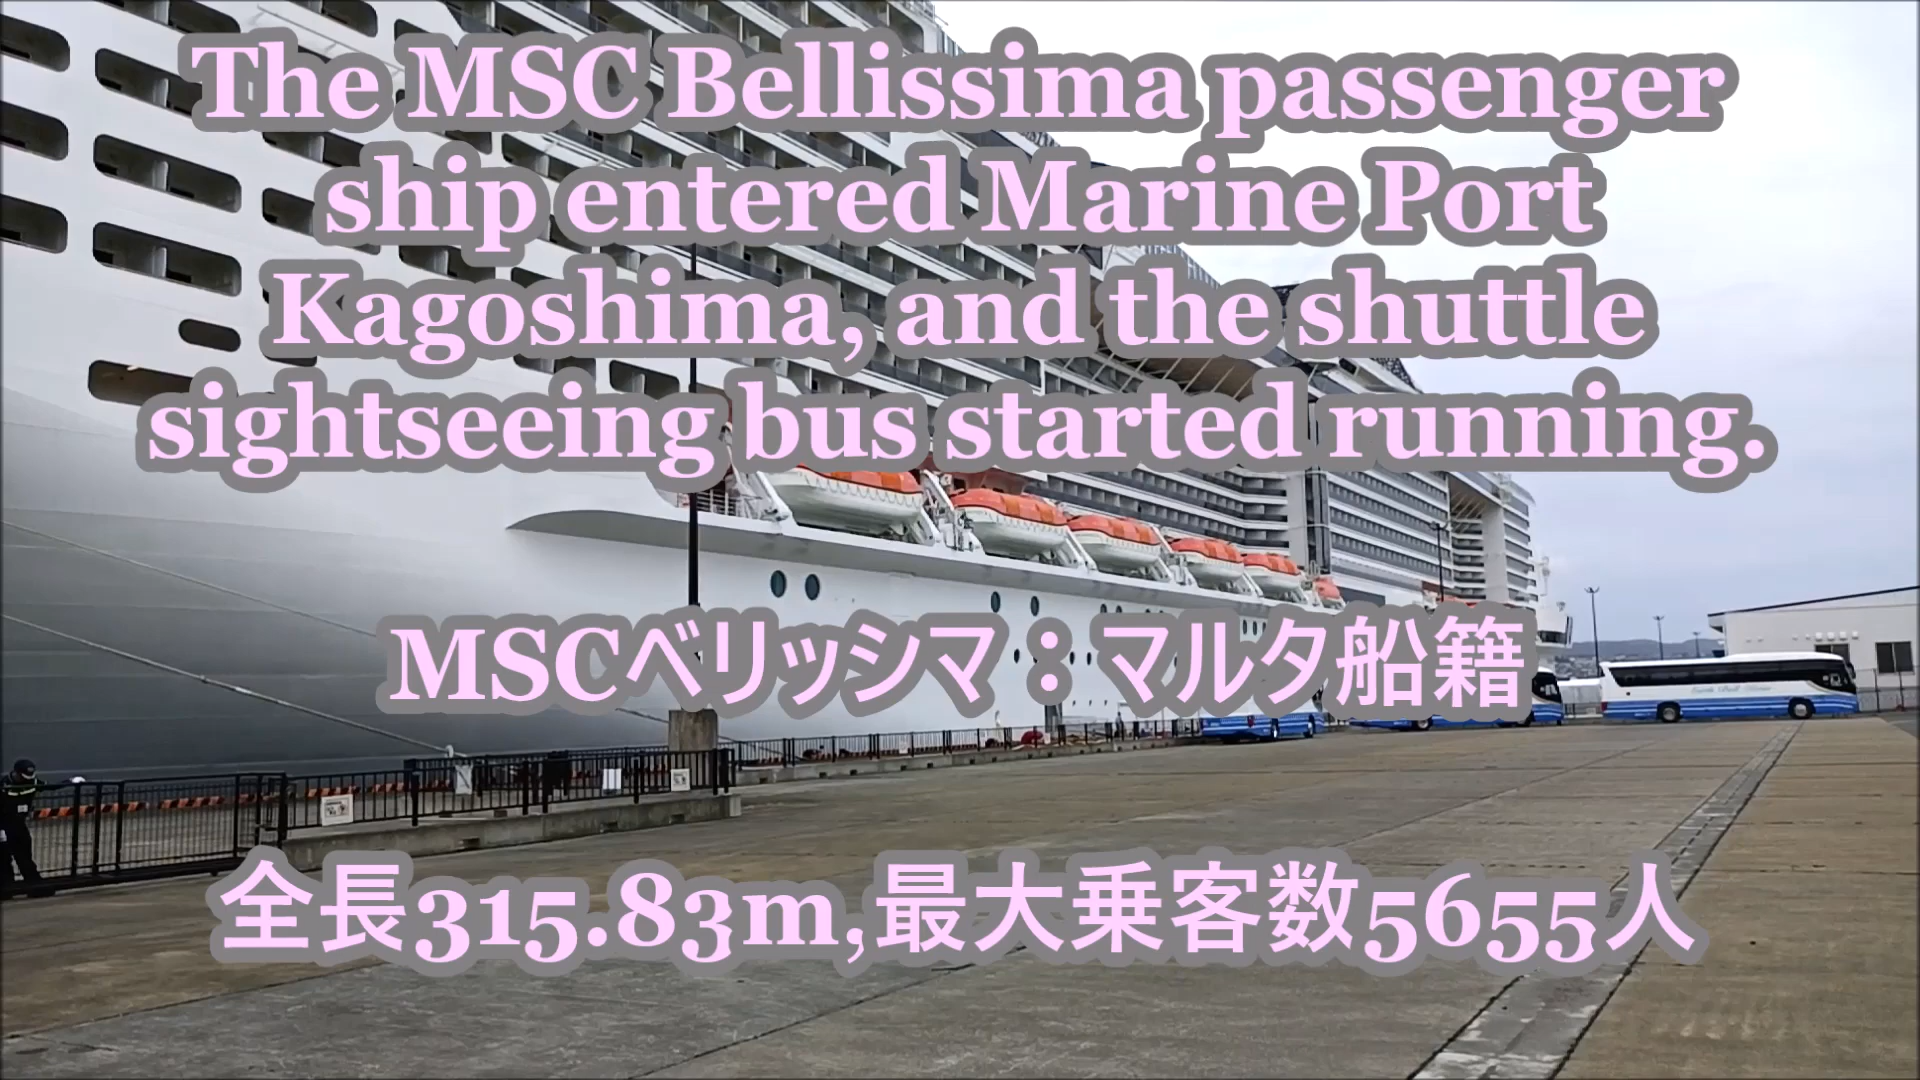 The MSC Bellissima passenger
ship entered Marine Port
Kagoshima, and the shuttle
sightseeing bus started running.
MSCベリッシマ：マルタ船籍
全長315.83m,最大乗客数5655人